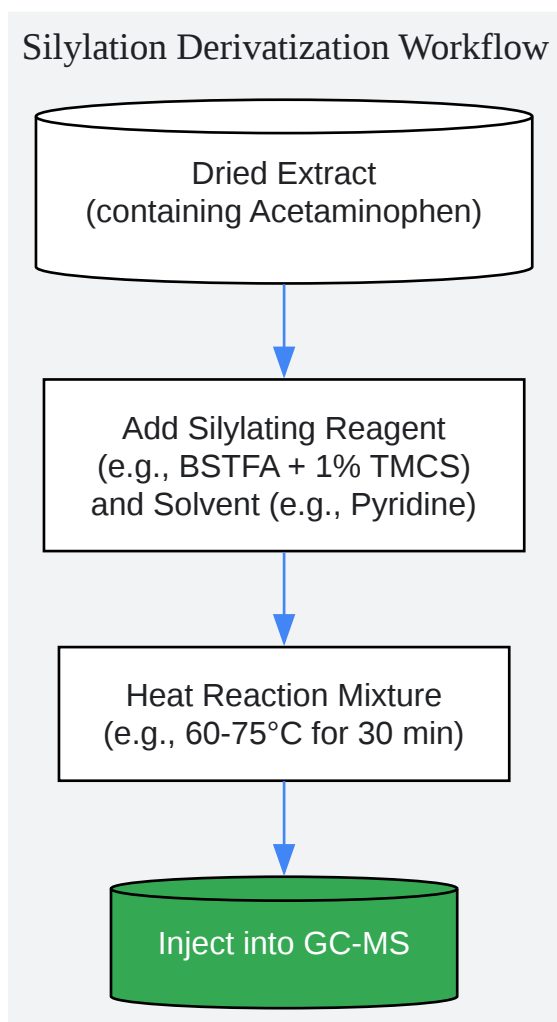 Silylation Derivatization Workflow
Dried Extract
(containing Acetaminophen)
Add Silylating Reagent
(e.g., BSTFA + 1% TMCS)
and Solvent (e.g., Pyridine)
Heat Reaction Mixture
(e.g., 60-75°C for 30 min)
Inject into GC-MS